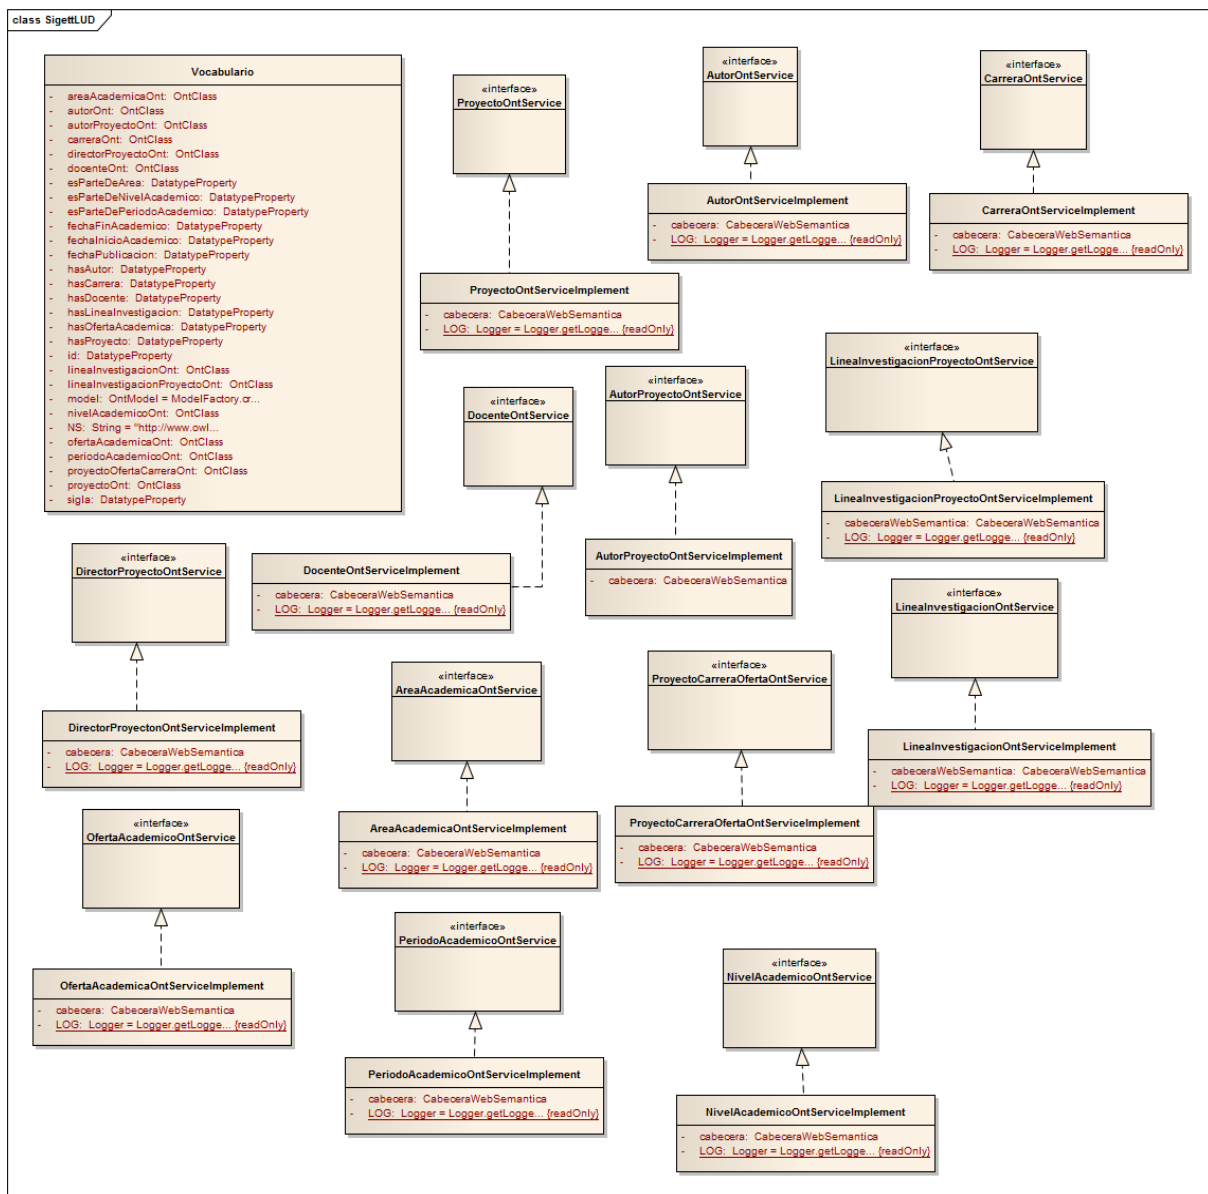 class SigettLUD
Vocabulario
- areaAcademicaOnt: OntClass
- autorOnt: OntClass
- autorProyectoOnt: OntClass
- carreraOnt: OntClass
- directorProyectoOnt: OntClass
- docenteOnt: OntClass
- esParteDeArea: DatatypeProperty
- esParteDeNivelAcademico: DatatypeProperty
- esParteDePeriodoAcademico: DatatypeProperty
- fechaFinAcademico: DatatypeProperty
- fechaInicioAcademico: DatatypeProperty
- fechaPublicacion: DatatypeProperty
- hasAutor: DatatypeProperty
- hasCarrera: DatatypeProperty
- hasDocente: DatatypeProperty
- hasLineaInvestigacion: DatatypeProperty
- hasOfertaAcademica: DatatypeProperty
- hasProyecto: DatatypeProperty
- id: DatatypeProperty
- lineaInvestigacionOnt: OntClass
- lineaInvestigacionProyectoOnt: OntClass
- model: OntModel = ModelFactory.cr...
- nivelAcademicoOnt: OntClass
- NS: String = "http://www.owl...
- ofertaAcademicaOnt: OntClass
- periodoAcademicoOnt: OntClass
- proyectoOfertaCarreraOnt: OntClass
- proyectoOnt: OntClass
- sigla: DatatypeProperty
«interface»
ProyectoOntService
«interface»
AutorOntService
«interface»
CarreraOntService
AutorOntServiceImplement
- cabecera: CabeceraWebSemantica
- LOG: Logger = Logger.getLogge... {readOnly}
CarreraOntServiceImplement
- cabecera: CabeceraWebSemantica
- LOG: Logger = Logger.getLogge... {readOnly}
ProyectoOntServiceImplement
- cabecera: CabeceraWebSemantica
- LOG: Logger = Logger.getLogge... {readOnly}
«interface»
LineaInvestigacionProyectoOntService
«interface»
AutorProyectoOntService
«interface»
DocenteOntService
LineaInvestigacionProyectoOntServiceImplement
- cabeceraWebSemantica: CabeceraWebSemantica
- LOG: Logger = Logger.getLogge... {readOnly}
«interface»
DirectorProyectoOntService
DocenteOntServiceImplement
- cabecera: CabeceraWebSemantica
- LOG: Logger = Logger.getLogge... {readOnly}
AutorProyectoOntServiceImplement
- cabecera: CabeceraWebSemantica
«interface»
LineaInvestigacionOntService
«interface»
AreaAcademicaOntService
«interface»
ProyectoCarreraOfertaOntService
DirectorProyectonOntServiceImplement
- cabecera: CabeceraWebSemantica
- LOG: Logger = Logger.getLogge... {readOnly}
LineaInvestigacionOntServiceImplement
- cabeceraWebSemantica: CabeceraWebSemantica
- LOG: Logger = Logger.getLogge... {readOnly}
«interface»
OfertaAcademicoOntService
AreaAcademicaOntServiceImplement
- cabecera: CabeceraWebSemantica
- LOG: Logger = Logger.getLogge... {readOnly}
ProyectoCarreraOfertaOntServiceImplement
- cabecera: CabeceraWebSemantica
- LOG: Logger = Logger.getLogge... {readOnly}
«interface»
PeriodoAcademicoOntService
«interface»
NivelAcademicoOntService
OfertaAcademicaOntServiceImplement
- cabecera: CabeceraWebSemantica
- LOG: Logger = Logger.getLogge... {readOnly}
PeriodoAcademicoOntServiceImplement
- cabecera: CabeceraWebSemantica
- LOG: Logger = Logger.getLogge... {readOnly}
NivelAcademicoOntServiceImplement
- cabecera: CabeceraWebSemantica
- LOG: Logger = Logger.getLogge... {readOnly}